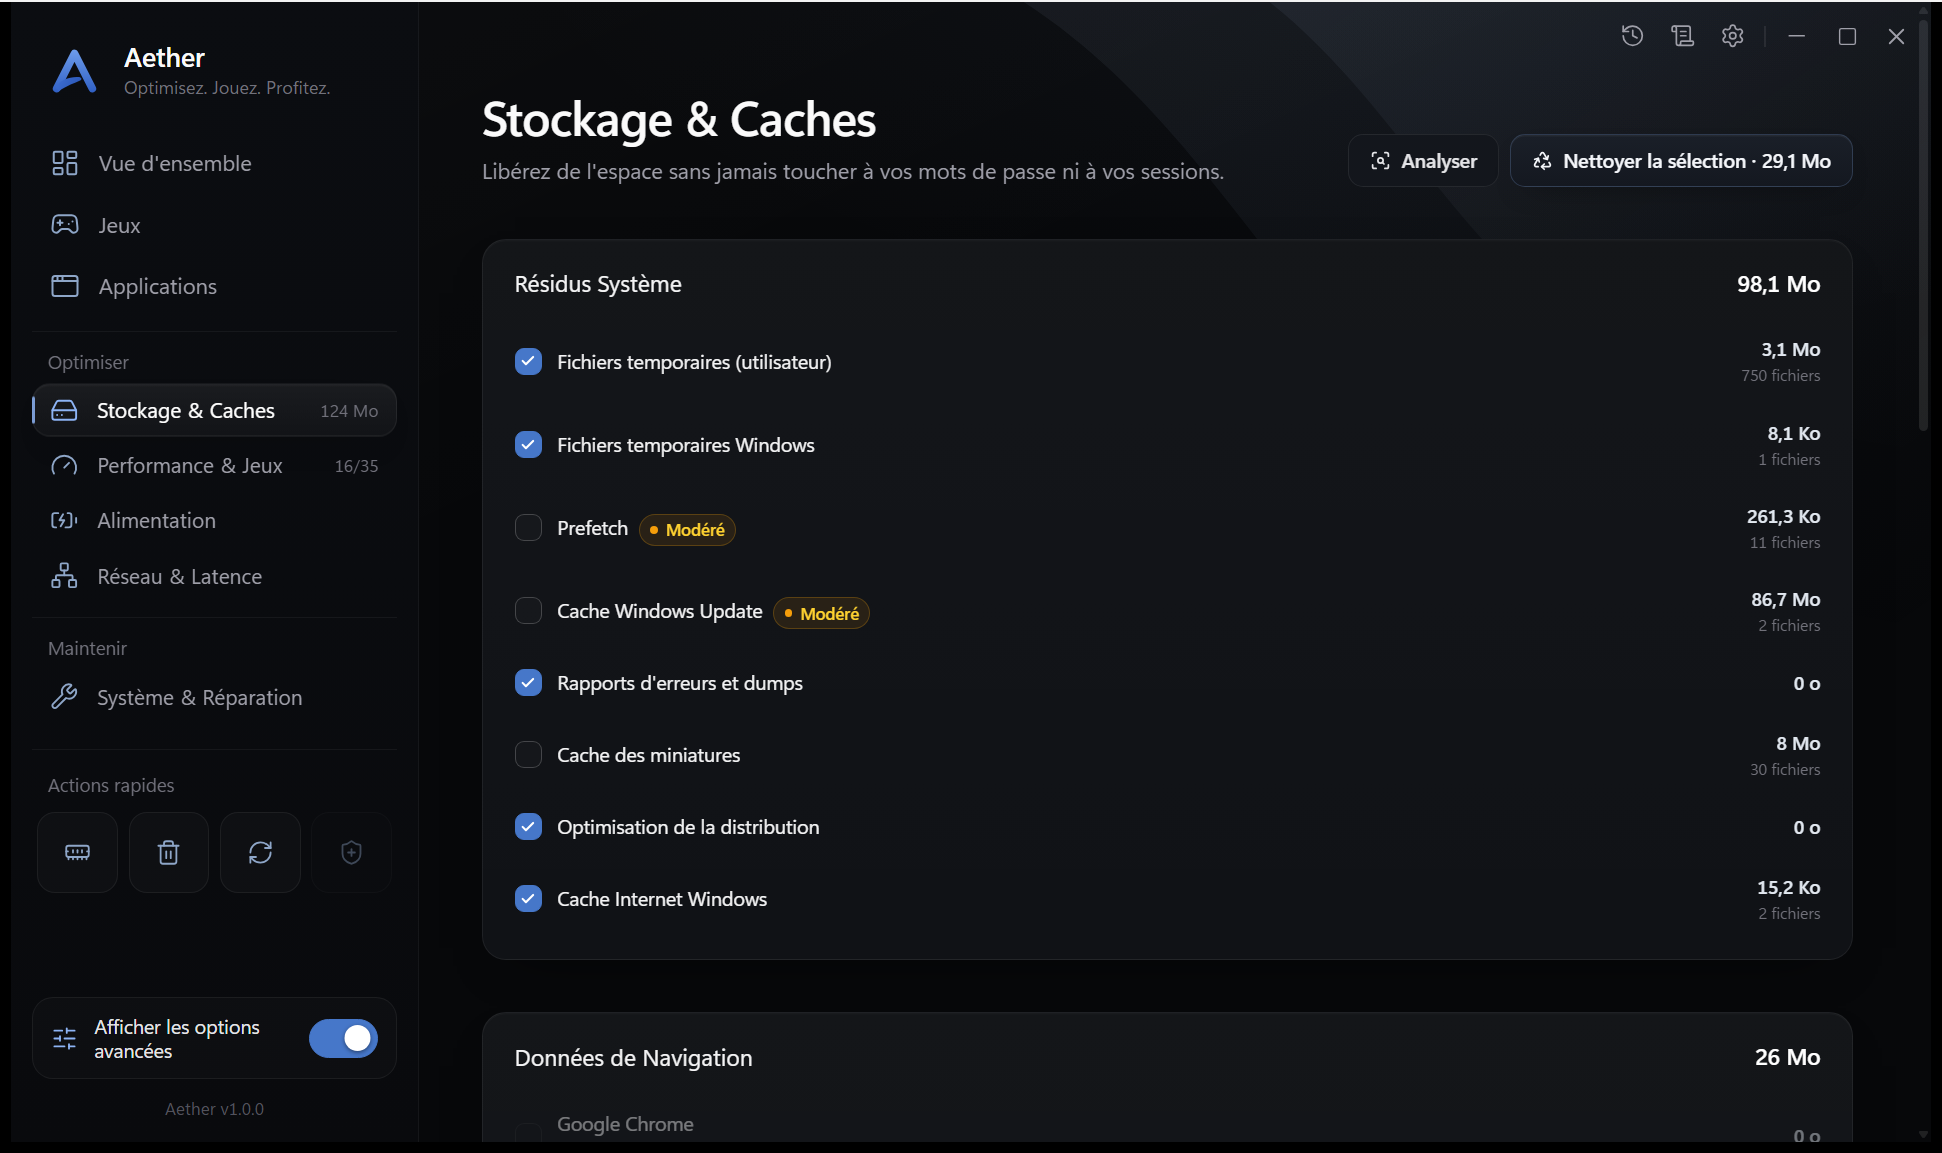 Aether
Optimisez. Jouez. Profitez.
Vue d'ensemble
Jeux
Applications
Optimiser
Stockage & Caches 124 Mo
Performance & Jeux 16/35
Alimentation
Réseau & Latence
Maintenir
Système & Réparation
Actions rapides
Afficher les options
avancées
Aether v1.0.0
Stockage & Caches
Libérez de l'espace sans jamais toucher à vos mots de passe ni à vos sessions.
Analyser
Nettoyer la sélection · 29,1 Mo
Résidus Système 98,1 Mo
Fichiers temporaires (utilisateur) 3,1 Mo
750 fichiers
Fichiers temporaires Windows 8,1 Ko
1 fichiers
Prefetch Modéré 261,3 Ko
11 fichiers
Cache Windows Update Modéré 86,7 Mo
2 fichiers
Rapports d'erreurs et dumps 0 o
Cache des miniatures 8 Mo
30 fichiers
Optimisation de la distribution 0 o
Cache Internet Windows 15,2 Ko
2 fichiers
Données de Navigation 26 Mo
Google Chrome
0 o